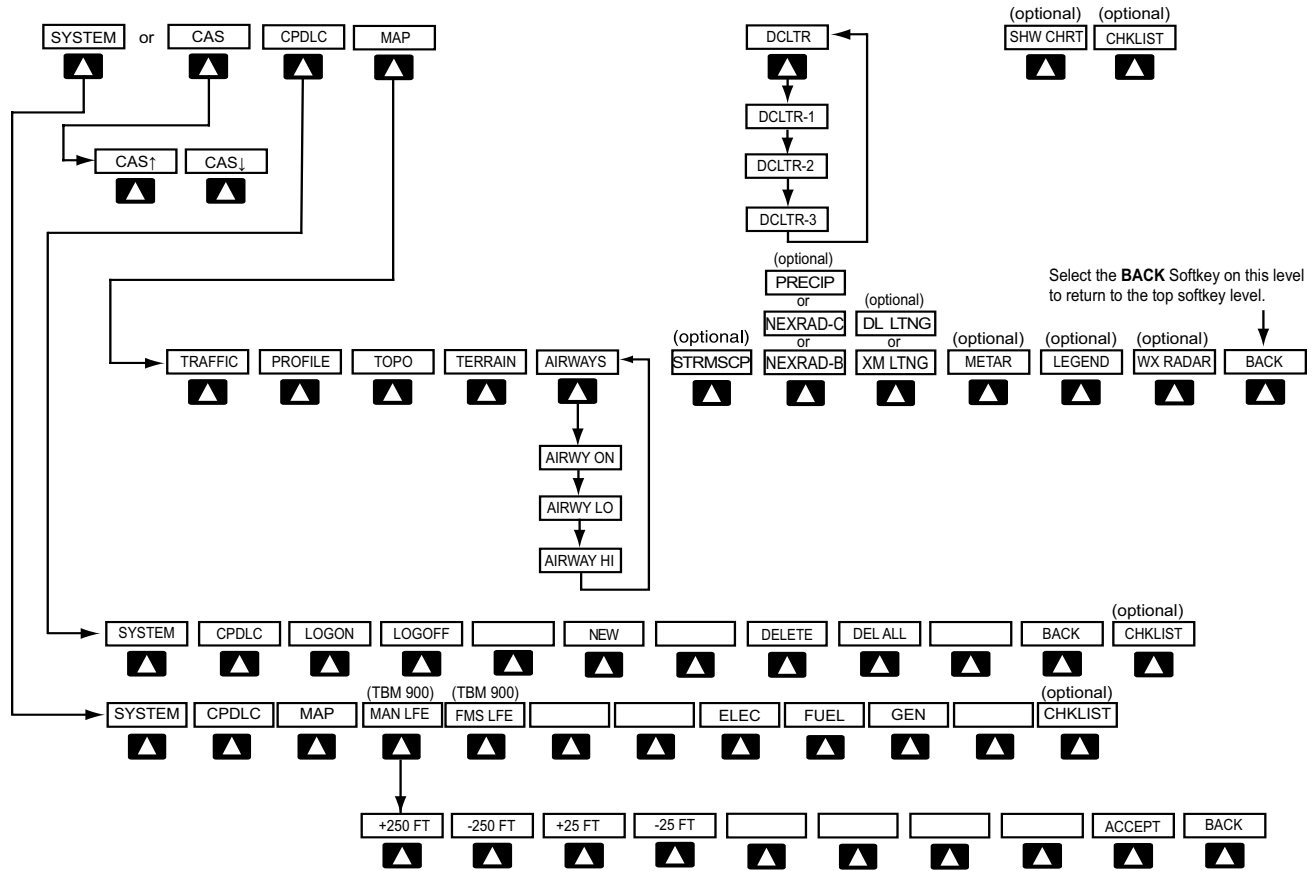 (optional) (optional)
SYSTEM or CAS CPDLC MAP DCLTR SHW CHRT CHKLIST
DCLTR-1
CAS↑ CAS↓ DCLTR-2
DCLTR-3
(optional)
PRECIP
or
NEXRAD-C
or
NEXRAD-B
(optional)
DL LTNG
or
XM LTNG
Select the BACK Softkey on this level
to return to the top softkey level.
(optional)
STRMSCP
(optional) (optional) (optional)
METAR LEGEND WX RADAR BACK
TRAFFIC PROFILE TOPO TERRAIN AIRWAYS
AIRWY ON
AIRWY LO
AIRWAY HI
(optional)
SYSTEM CPDLC LOGON LOGOFF NEW DELETE DEL ALL BACK CHKLIST
(TBM 900) (TBM 900) (optional)
SYSTEM CPDLC MAP MAN LFE FMS LFE ELEC FUEL GEN CHKLIST
+250 FT -250 FT +25 FT -25 FT ACCEPT BACK